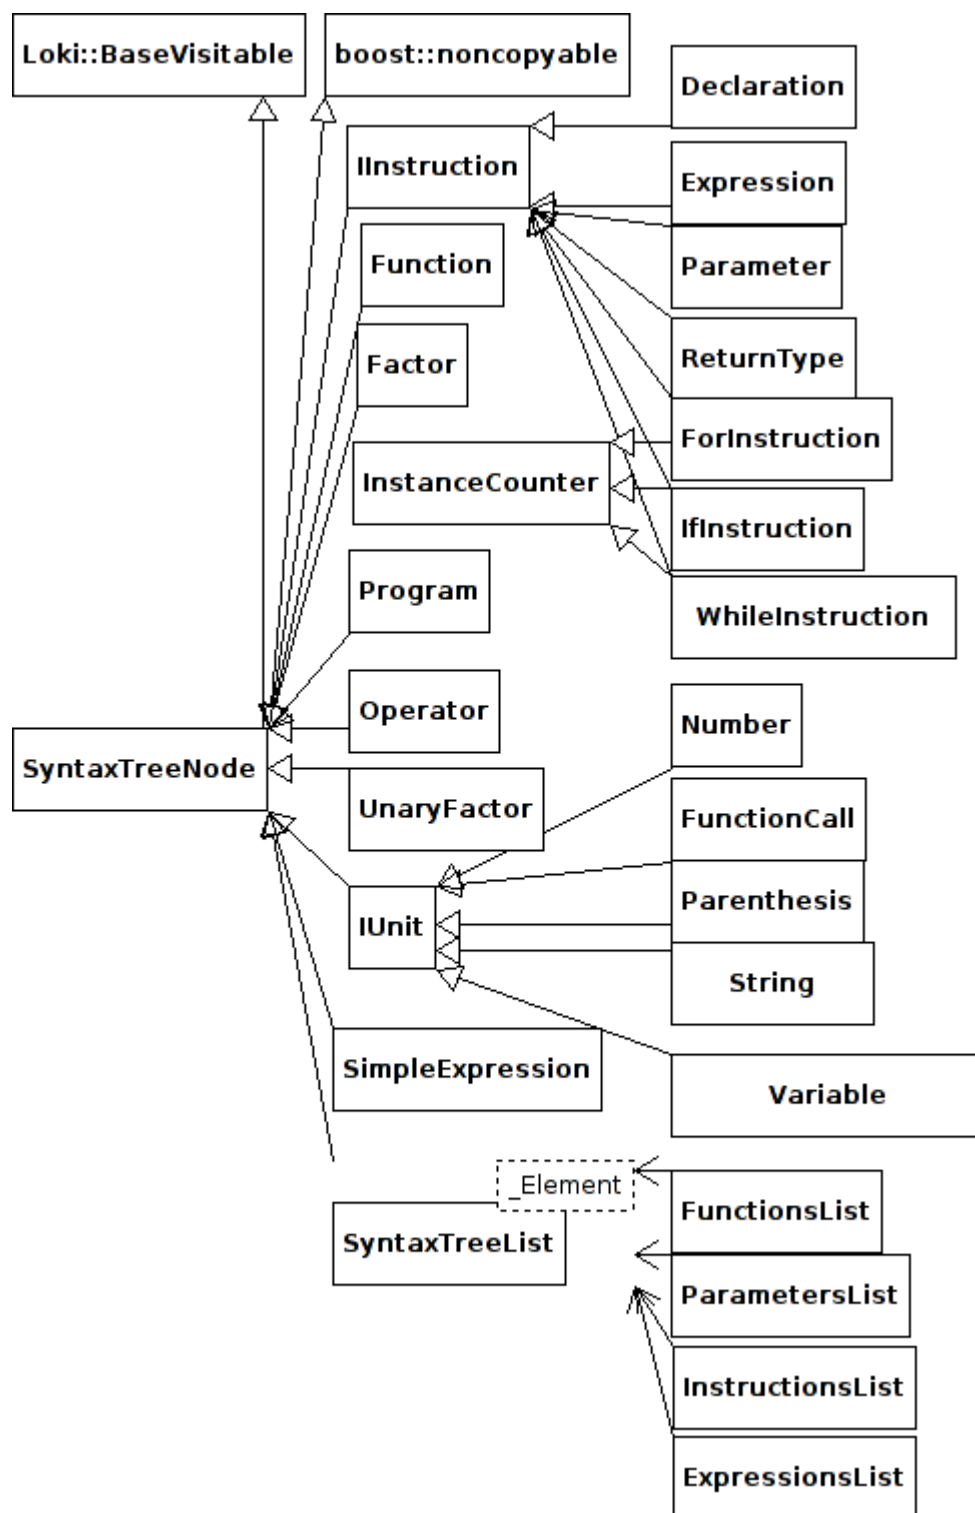 Loki::BaseVisitable
boost::noncopyable
Declaration
IInstruction
Expression
Function
Parameter
Factor
ReturnType
ForInstruction
InstanceCounter
IfInstruction
Program
WhileInstruction
Operator
Number
SyntaxTreeNode
UnaryFactor
FunctionCall
Parenthesis
IUnit
String
SimpleExpression
Variable
_Element
FunctionsList
SyntaxTreeList
ParametersList
InstructionsList
ExpressionsList